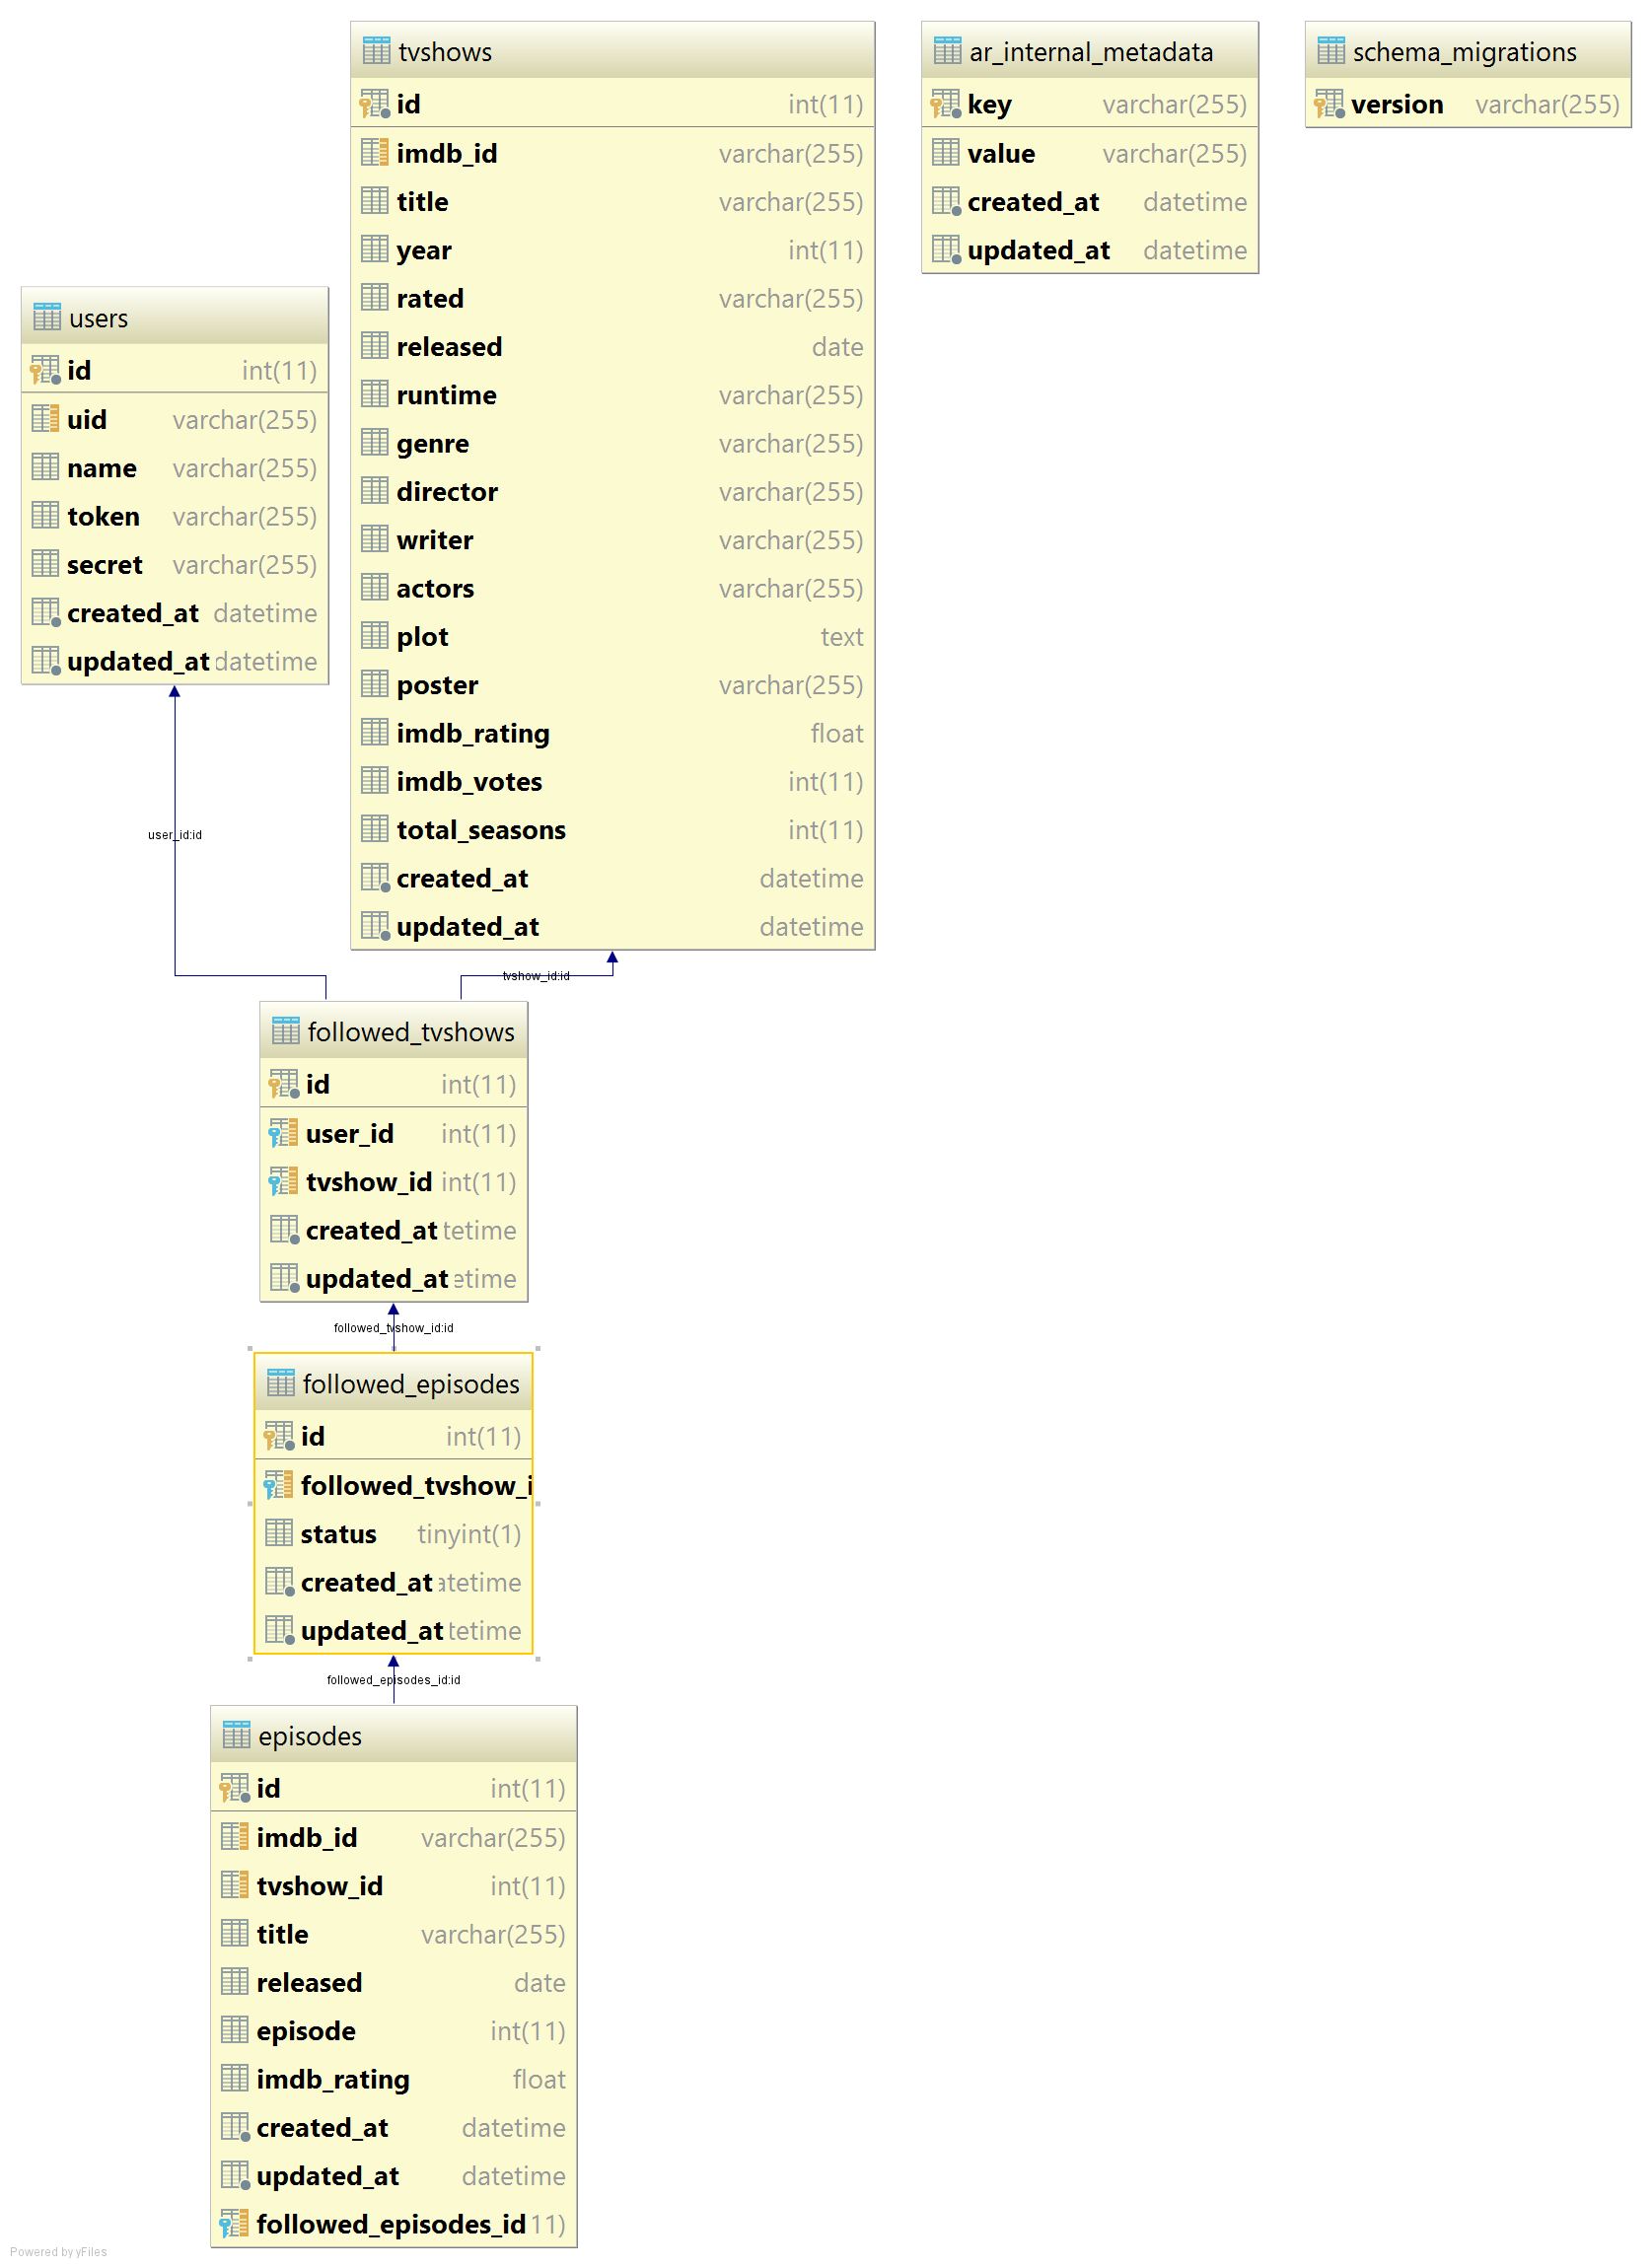 tvshows
id int(11)
imdb_id varchar(255)
title varchar(255)
year int(11)
rated varchar(255)
released date
runtime varchar(255)
genre varchar(255)
director varchar(255)
writer varchar(255)
actors varchar(255)
plot text
poster varchar(255)
imdb_rating float
imdb_votes int(11)
total_seasons int(11)
created_at datetime
updated_at datetime
ar_internal_metadata
key varchar(255)
value varchar(255)
created_at datetime
updated_at datetime
schema_migrations
version varchar(255)
users
id int(11)
uid varchar(255)
name varchar(255)
token varchar(255)
secret varchar(255)
created_at datetime
updated_at datetime
user_id:id
tvshow_id:id
followed_tvshows
id int(11)
user_id int(11)
tvshow_id int(11)
created_at tetime
updated_at etime
followed_tvshow_id:id
followed_episodes
id int(11)
followed_tvshow_i
status tinyint(1)
created_at atetime
updated_at tetime
followed_episodes_id:id
episodes
id int(11)
imdb_id varchar(255)
tvshow_id int(11)
title varchar(255)
released date
episode int(11)
imdb_rating float
created_at datetime
updated_at datetime
followed_episodes_id 11)
Powered by yFiles